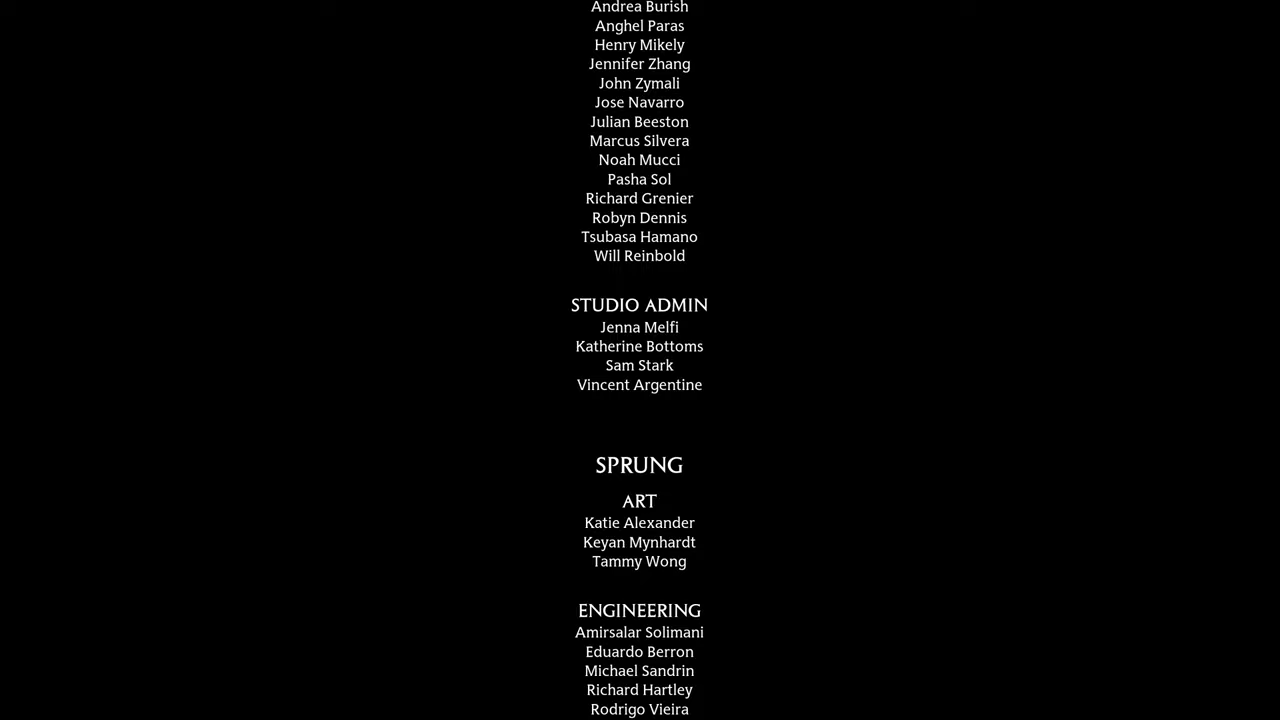 Andrea Burish
Anghel Paras
Henry Mikely
Jennifer Zhang
John Zymali
Jose Navarro
Julian Beeston
Marcus Silvera
Noah Mucci
Pasha Sol
Richard Grenier
Robyn Dennis
Tsubasa Hamano
Will Reinbold
STUDIO ADMIN
Jenna Melfi
Katherine Bottoms
Sam Stark
Vincent Argentine
SPRUNG
ART
Katie Alexander
Keyan Mynhardt
Tammy Wong
ENGINEERING
Amirsalar Solimani
Eduardo Berron
Michael Sandrin
Richard Hartley
Rodrigo Vieira